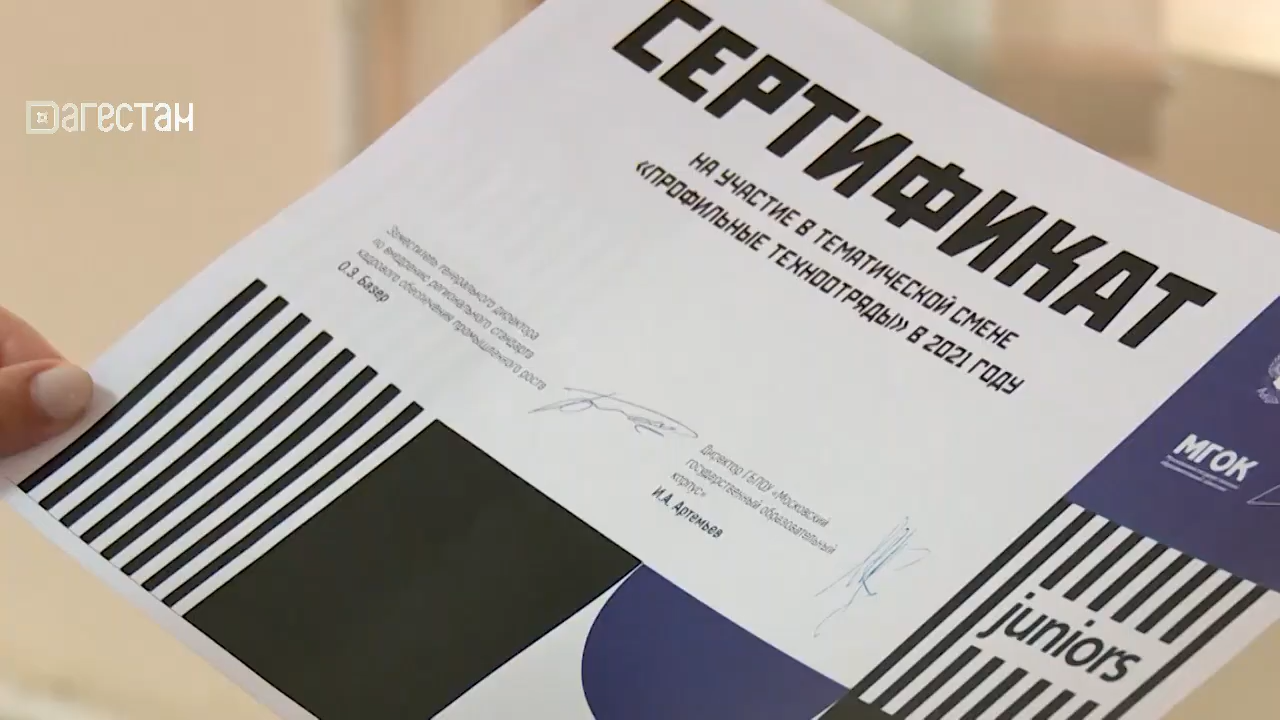 Дагестан
СЕРТИФИКАТ
НА УЧАСТИЕ В ТЕМАТИЧЕСКОЙ СМЕНЕ
«ПРОФИЛЬНЫЕ ТЕХНООТРЯДЫ» В 2021 ГОДУ
Заместитель генерального директора
по внедрению регионального стандарта
кадрового обеспечения промышленного роста
О.Э. Базер
Директор ГБПОУ «Московский
государственный образовательный
МГОК
И.А. Артемьев
juniors